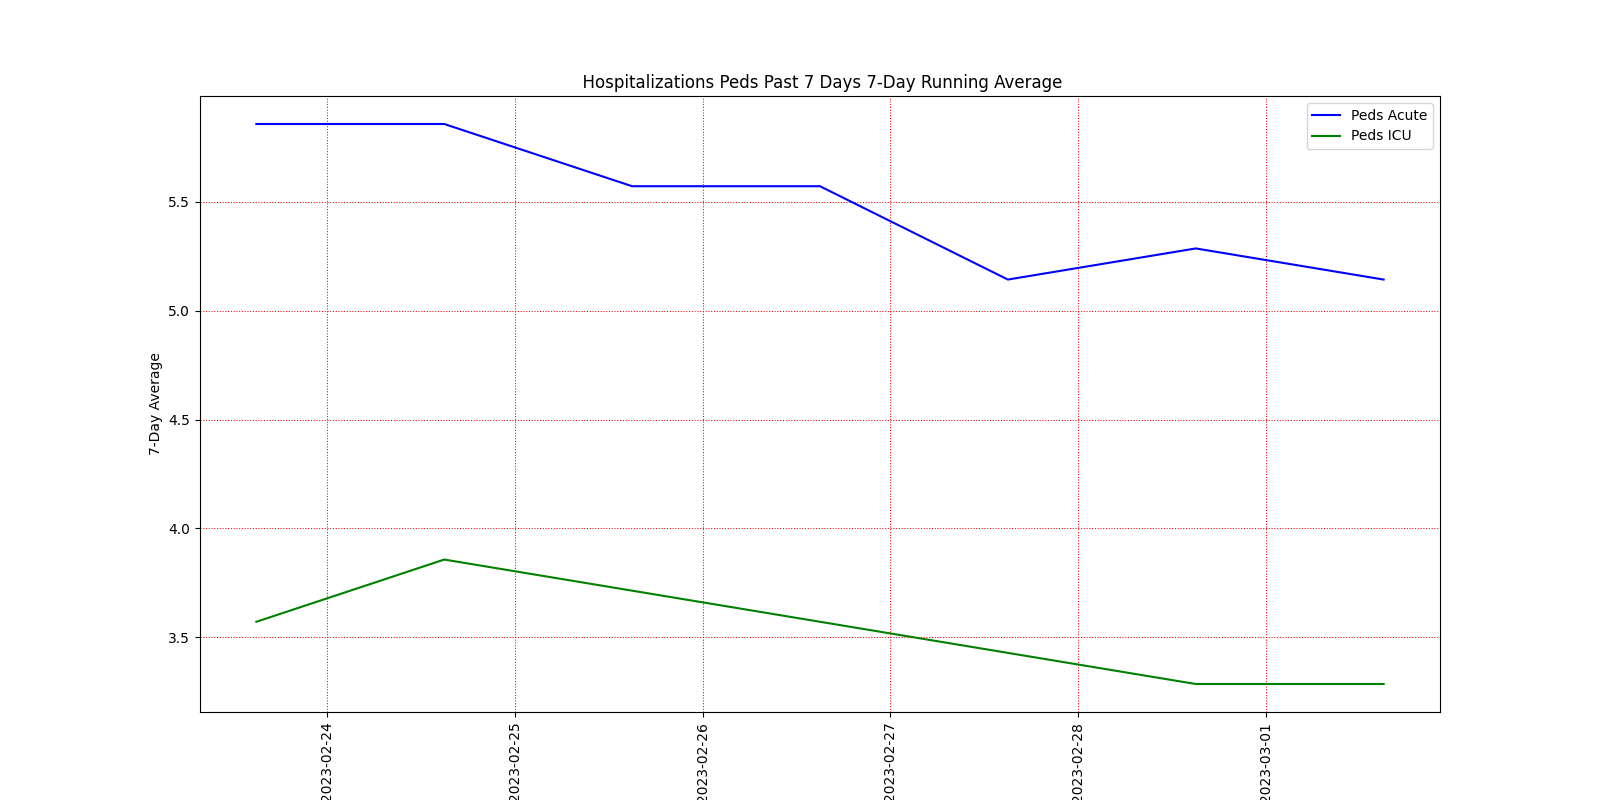 Hospitalizations Peds Past 7 Days 7-Day Running Average
Peds Acute
Peds ICU
7-Day Average
5.5
5.0
4.5
4.0
3.5
2023-02-24
2023-02-25
2023-02-26
2023-02-27
2023-02-28
2023-03-01